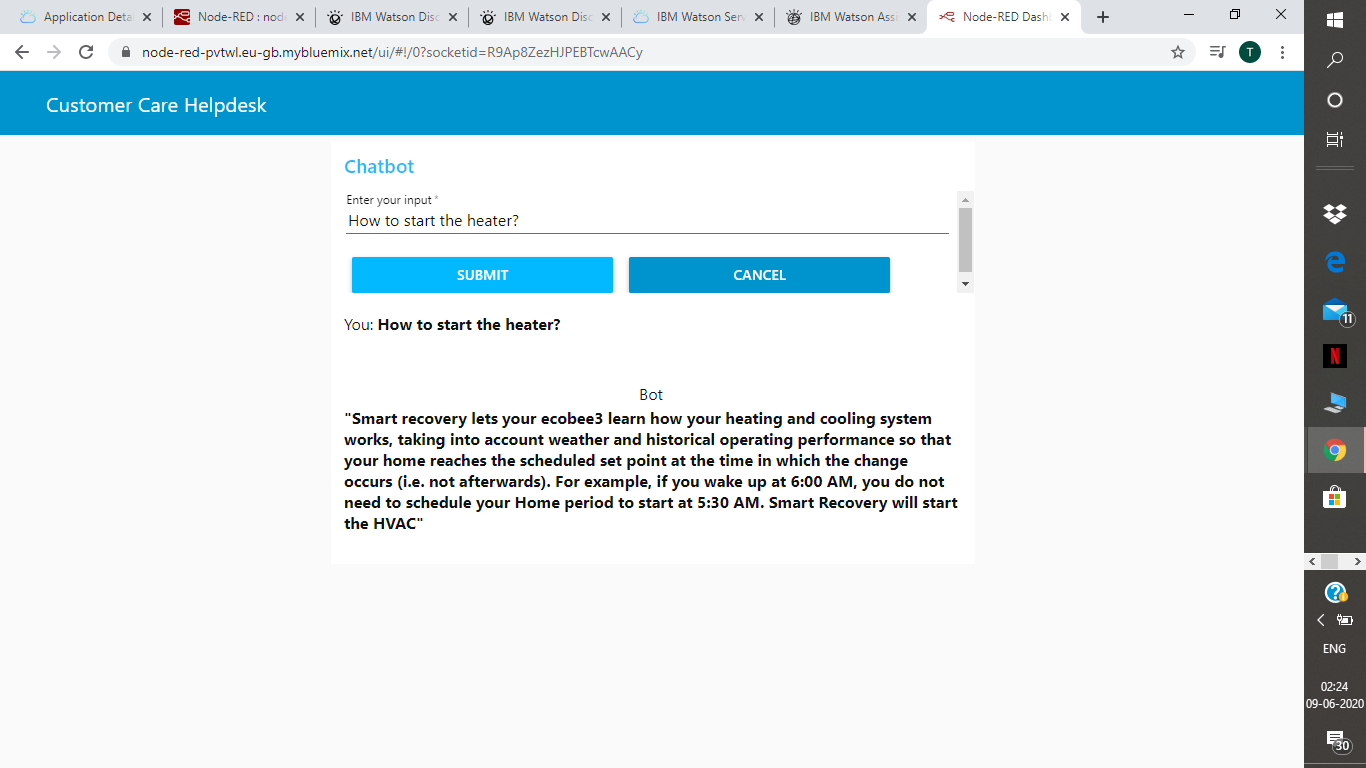 Application Deta
Node-RED : node
IBM Watson Disc
IBM Watson Disc
IBM Watson Serv
IBM Watson Assi
Node-RED Dash
node-red-pvtwl.eu-gb.mybluemix.net/ui/#!/0?socketid=R9Ap8ZezHJPEBTcwAACy
T
Customer Care Helpdesk
Chatbot
Enter your input *
How to start the heater?
SUBMIT
CANCEL
You: How to start the heater?
Bot
"Smart recovery lets your ecobee3 learn how your heating and cooling system
works, taking into account weather and historical operating performance so that
your home reaches the scheduled set point at the time in which the change
occurs (i.e. not afterwards). For example, if you wake up at 6:00 AM, you do not
need to schedule your Home period to start at 5:30 AM. Smart Recovery will start
the HVAC"
11
N
ENG
02:24
09-06-2020
30